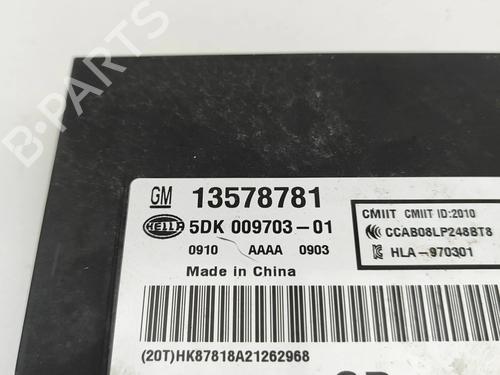 B-PARTS
GM 13578781
HELLA 5DK 009703-01
0910 AAAA 0903
Made in China
CMIIT CMIIT ID:2010
CCAB08LP248BT8
HLA-970301
(20T)HK87818A21262968